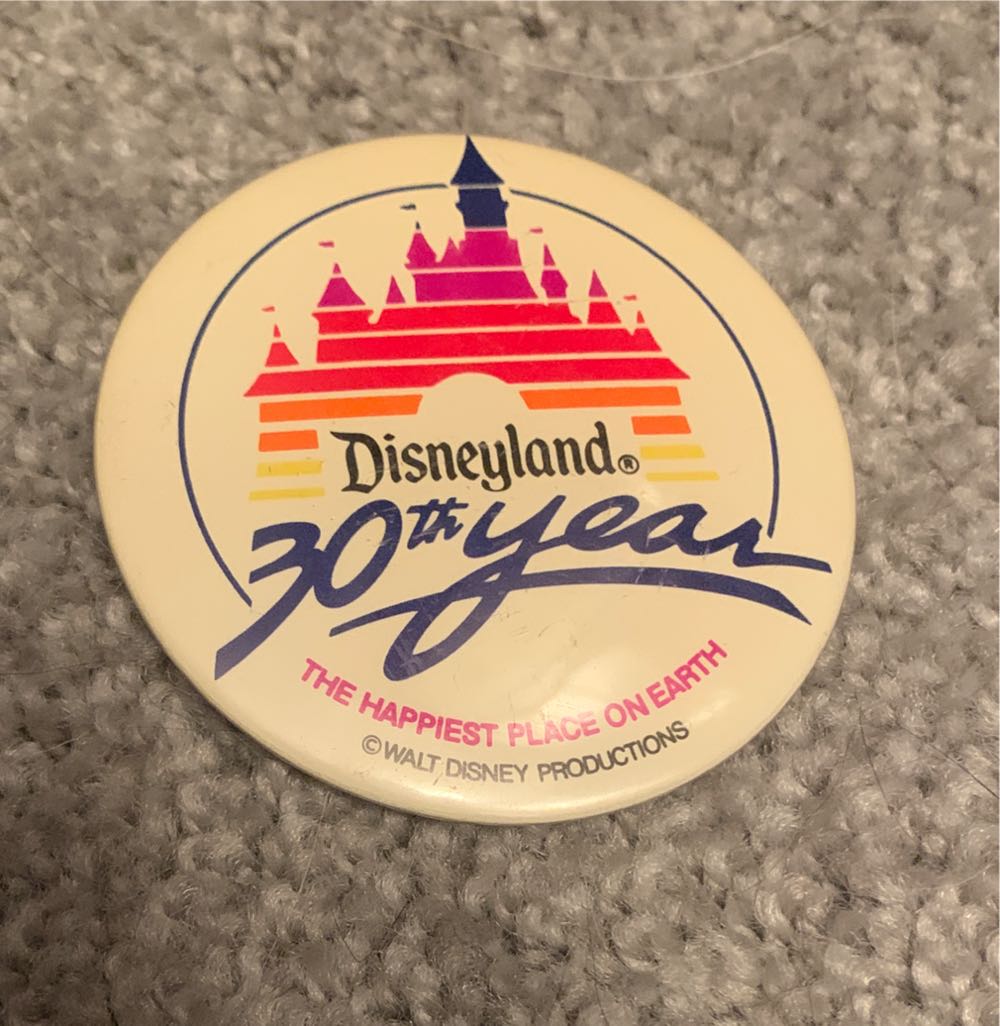 Disneyland®
30th year
THE HAPPIEST PLACE ON EARTH
©WALT DISNEY PRODUCTIONS